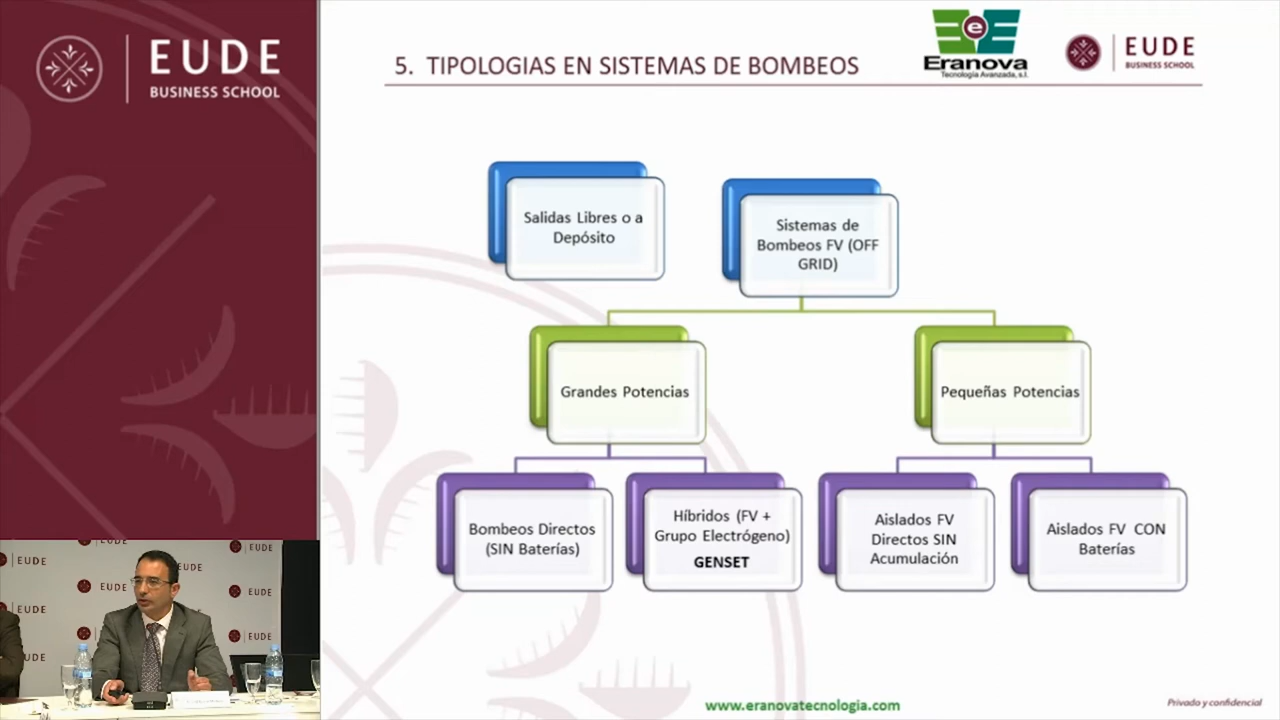 EUDE
BUSINESS SCHOOL
5. TIPOLOGIAS EN SISTEMAS DE BOMBEOS
e
Eranova
Tecnología Avanzada, s.l.
EUDE
BUSINESS SCHOOL
Salidas Libres o a
Depósito
Sistemas de
Bombeos FV (OFF
GRID)
Grandes Potencias
Pequeñas Potencias
Bombeos Directos
(SIN Baterías)
Híbridos (FV +
Grupo Electrógeno)
GENSET
Aislados FV
Directos SIN
Acumulación
Aislados FV CON
Baterías
EUDE
EUDE
EUDE
EUDE
EUDE
EUDE
EUDE
www.eranovatecnologia.com
Privado y confidencial